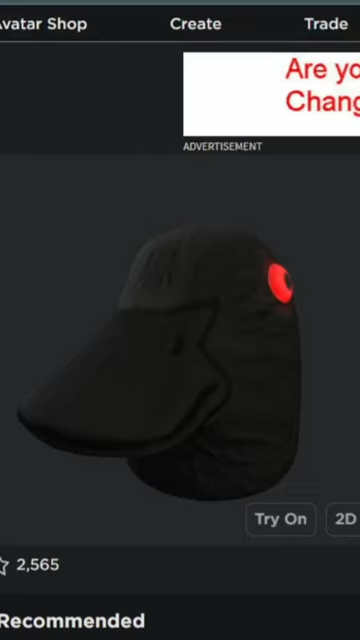 Avatar Shop
Create
Trade
Are yo
Chang
ADVERTISEMENT
Try On
2D
2,565
Recommended